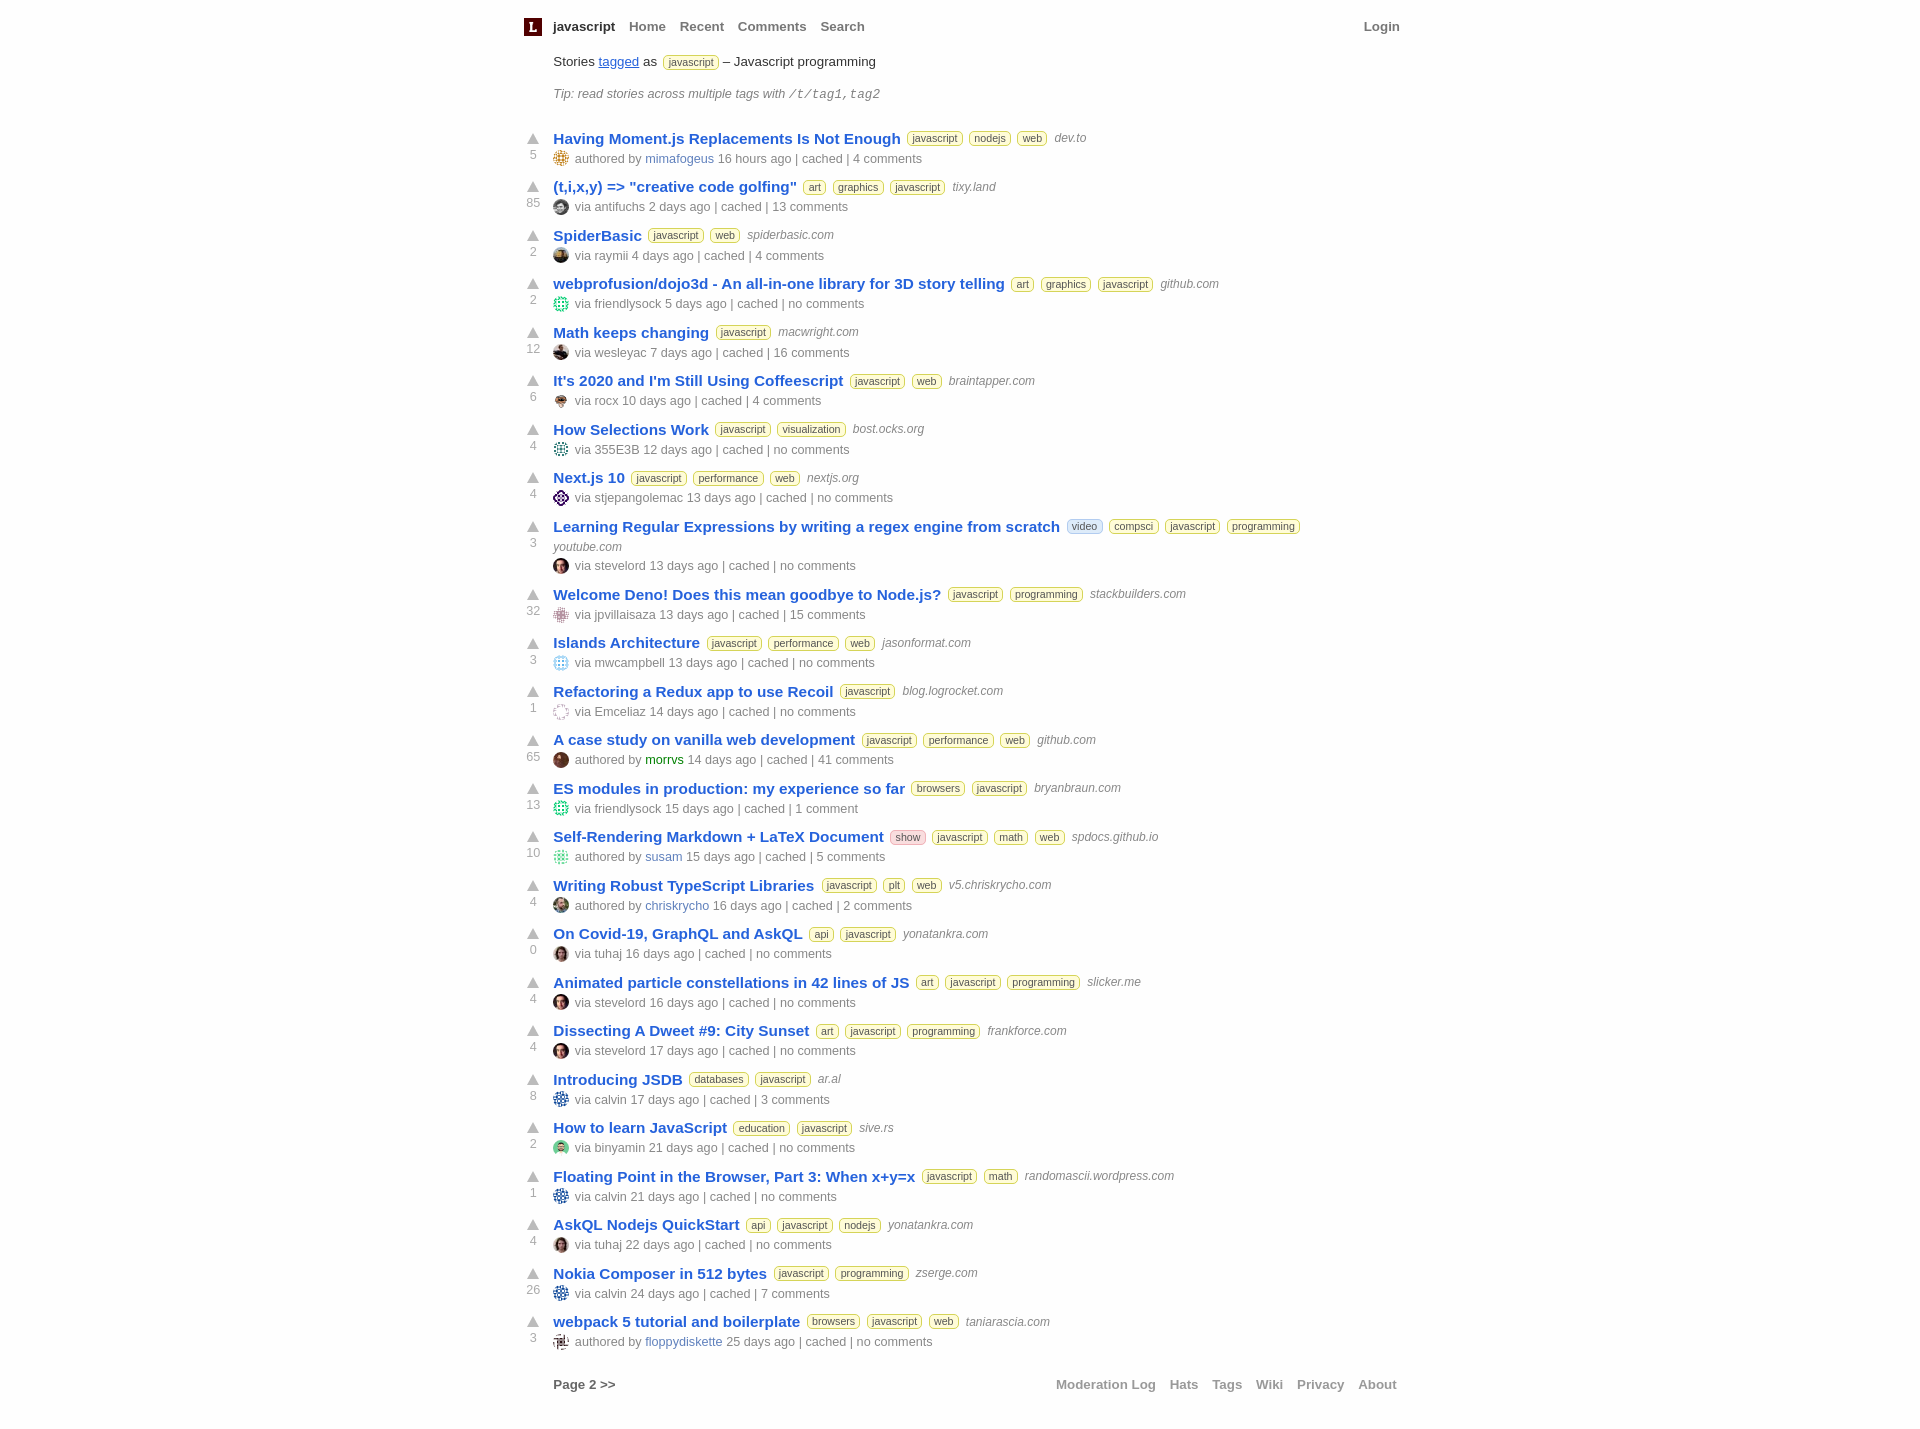 L javascript Home Recent Comments Search Login
Stories tagged as javascript – Javascript programming
Tip: read stories across multiple tags with /t/tag1,tag2
Having Moment.js Replacements Is Not Enough javascript nodejs web dev.to
5 authored by mimafogeus 16 hours ago | cached | 4 comments
(t,i,x,y) => "creative code golfing" art graphics javascript tixy.land
85 via antifuchs 2 days ago | cached | 13 comments
SpiderBasic javascript web spiderbasic.com
2 via raymii 4 days ago | cached | 4 comments
webprofusion/dojo3d - An all-in-one library for 3D story telling art graphics javascript github.com
2 via friendlysock 5 days ago | cached | no comments
Math keeps changing javascript macwright.com
12 via wesleyac 7 days ago | cached | 16 comments
It's 2020 and I'm Still Using Coffeescript javascript web braintapper.com
6 via rocx 10 days ago | cached | 4 comments
How Selections Work javascript visualization bost.ocks.org
4 via 355E3B 12 days ago | cached | no comments
Next.js 10 javascript performance web nextjs.org
4 via stjepangolemac 13 days ago | cached | no comments
Learning Regular Expressions by writing a regex engine from scratch video compsci javascript programming
3 youtube.com
via stevelord 13 days ago | cached | no comments
Welcome Deno! Does this mean goodbye to Node.js? javascript programming stackbuilders.com
32 via jpvillaisaza 13 days ago | cached | 15 comments
Islands Architecture javascript performance web jasonformat.com
3 via mwcampbell 13 days ago | cached | no comments
Refactoring a Redux app to use Recoil javascript blog.logrocket.com
1 via Emceliaz 14 days ago | cached | no comments
A case study on vanilla web development javascript performance web github.com
65 authored by morrvs 14 days ago | cached | 41 comments
ES modules in production: my experience so far browsers javascript bryanbraun.com
13 via friendlysock 15 days ago | cached | 1 comment
Self-Rendering Markdown + LaTeX Document show javascript math web spdocs.github.io
10 authored by susam 15 days ago | cached | 5 comments
Writing Robust TypeScript Libraries javascript plt web v5.chriskrycho.com
4 authored by chriskrycho 16 days ago | cached | 2 comments
On Covid-19, GraphQL and AskQL api javascript yonatankra.com
0 via tuhaj 16 days ago | cached | no comments
Animated particle constellations in 42 lines of JS art javascript programming slicker.me
4 via stevelord 16 days ago | cached | no comments
Dissecting A Dweet #9: City Sunset art javascript programming frankforce.com
4 via stevelord 17 days ago | cached | no comments
Introducing JSDB databases javascript ar.al
8 via calvin 17 days ago | cached | 3 comments
How to learn JavaScript education javascript sive.rs
2 via binyamin 21 days ago | cached | no comments
Floating Point in the Browser, Part 3: When x+y=x javascript math randomascii.wordpress.com
1 via calvin 21 days ago | cached | no comments
AskQL Nodejs QuickStart api javascript nodejs yonatankra.com
4 via tuhaj 22 days ago | cached | no comments
Nokia Composer in 512 bytes javascript programming zserge.com
26 via calvin 24 days ago | cached | 7 comments
webpack 5 tutorial and boilerplate browsers javascript web taniarascia.com
3 authored by floppydiskette 25 days ago | cached | no comments
Page 2 >> Moderation Log Hats Tags Wiki Privacy About